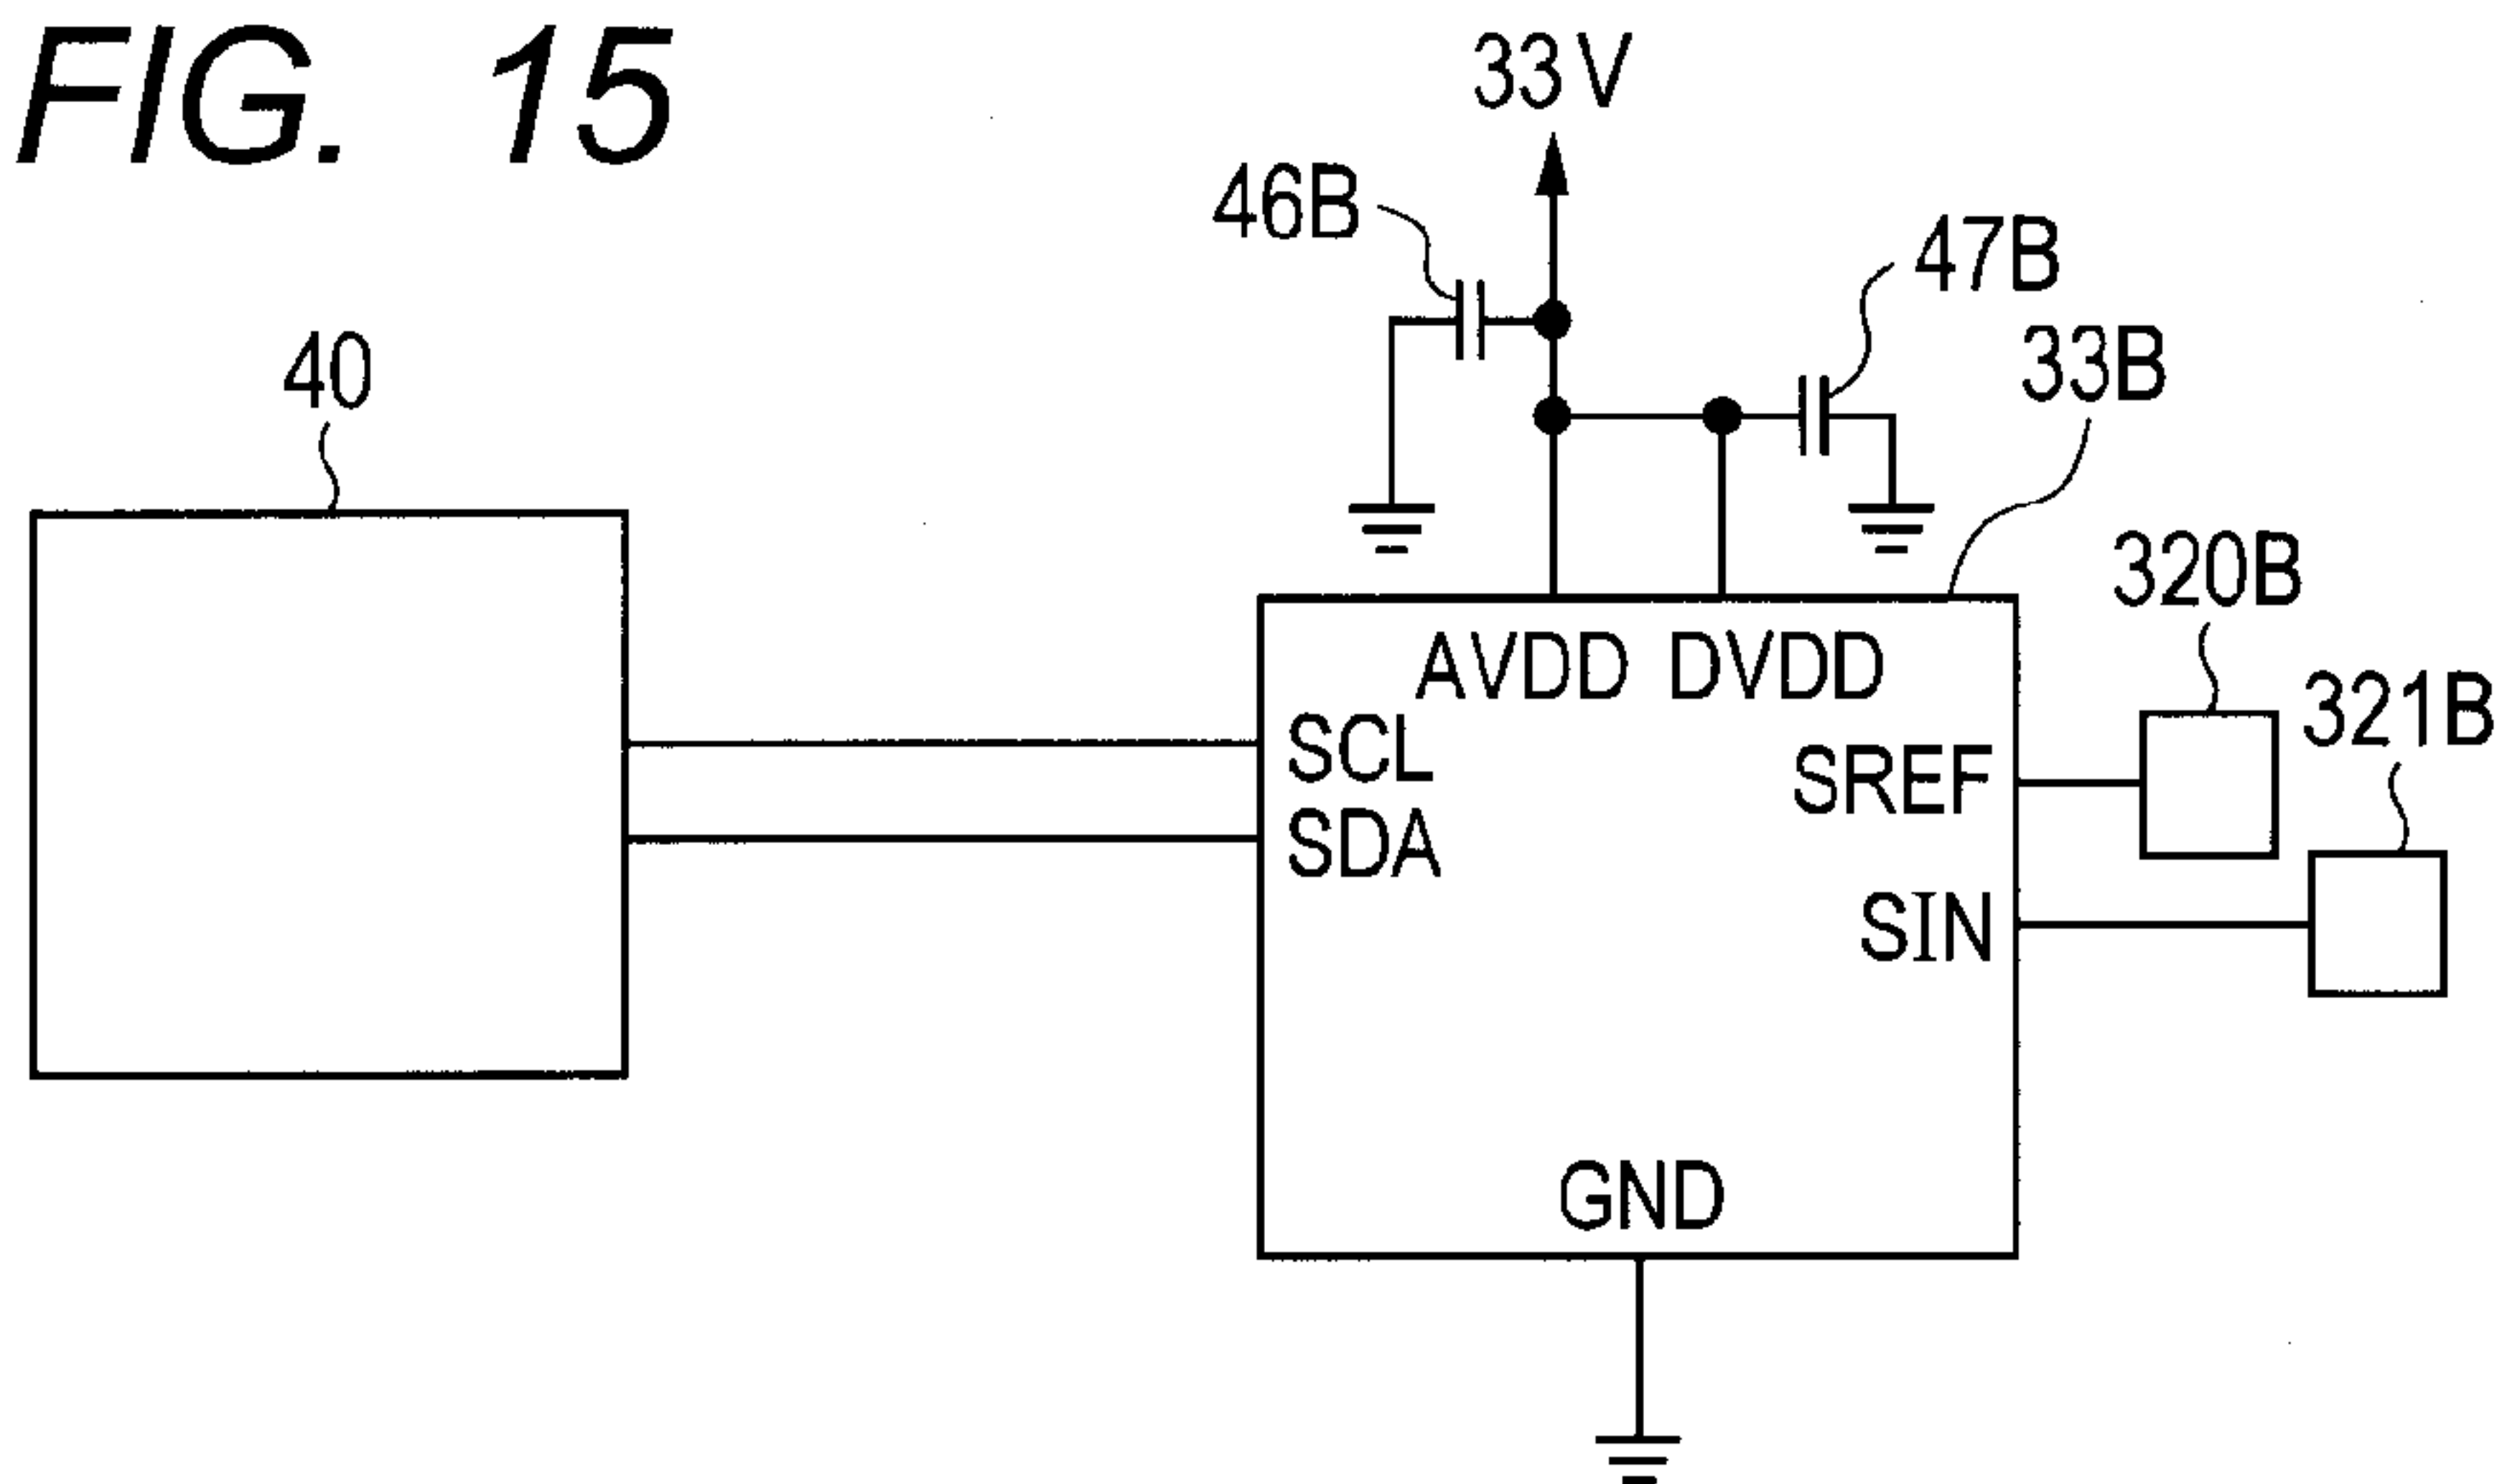 FIG. 15
33V
46B
47B
33B
40
320B
321B
AVDD DVDD
SCL
SREF
SDA
SIN
GND